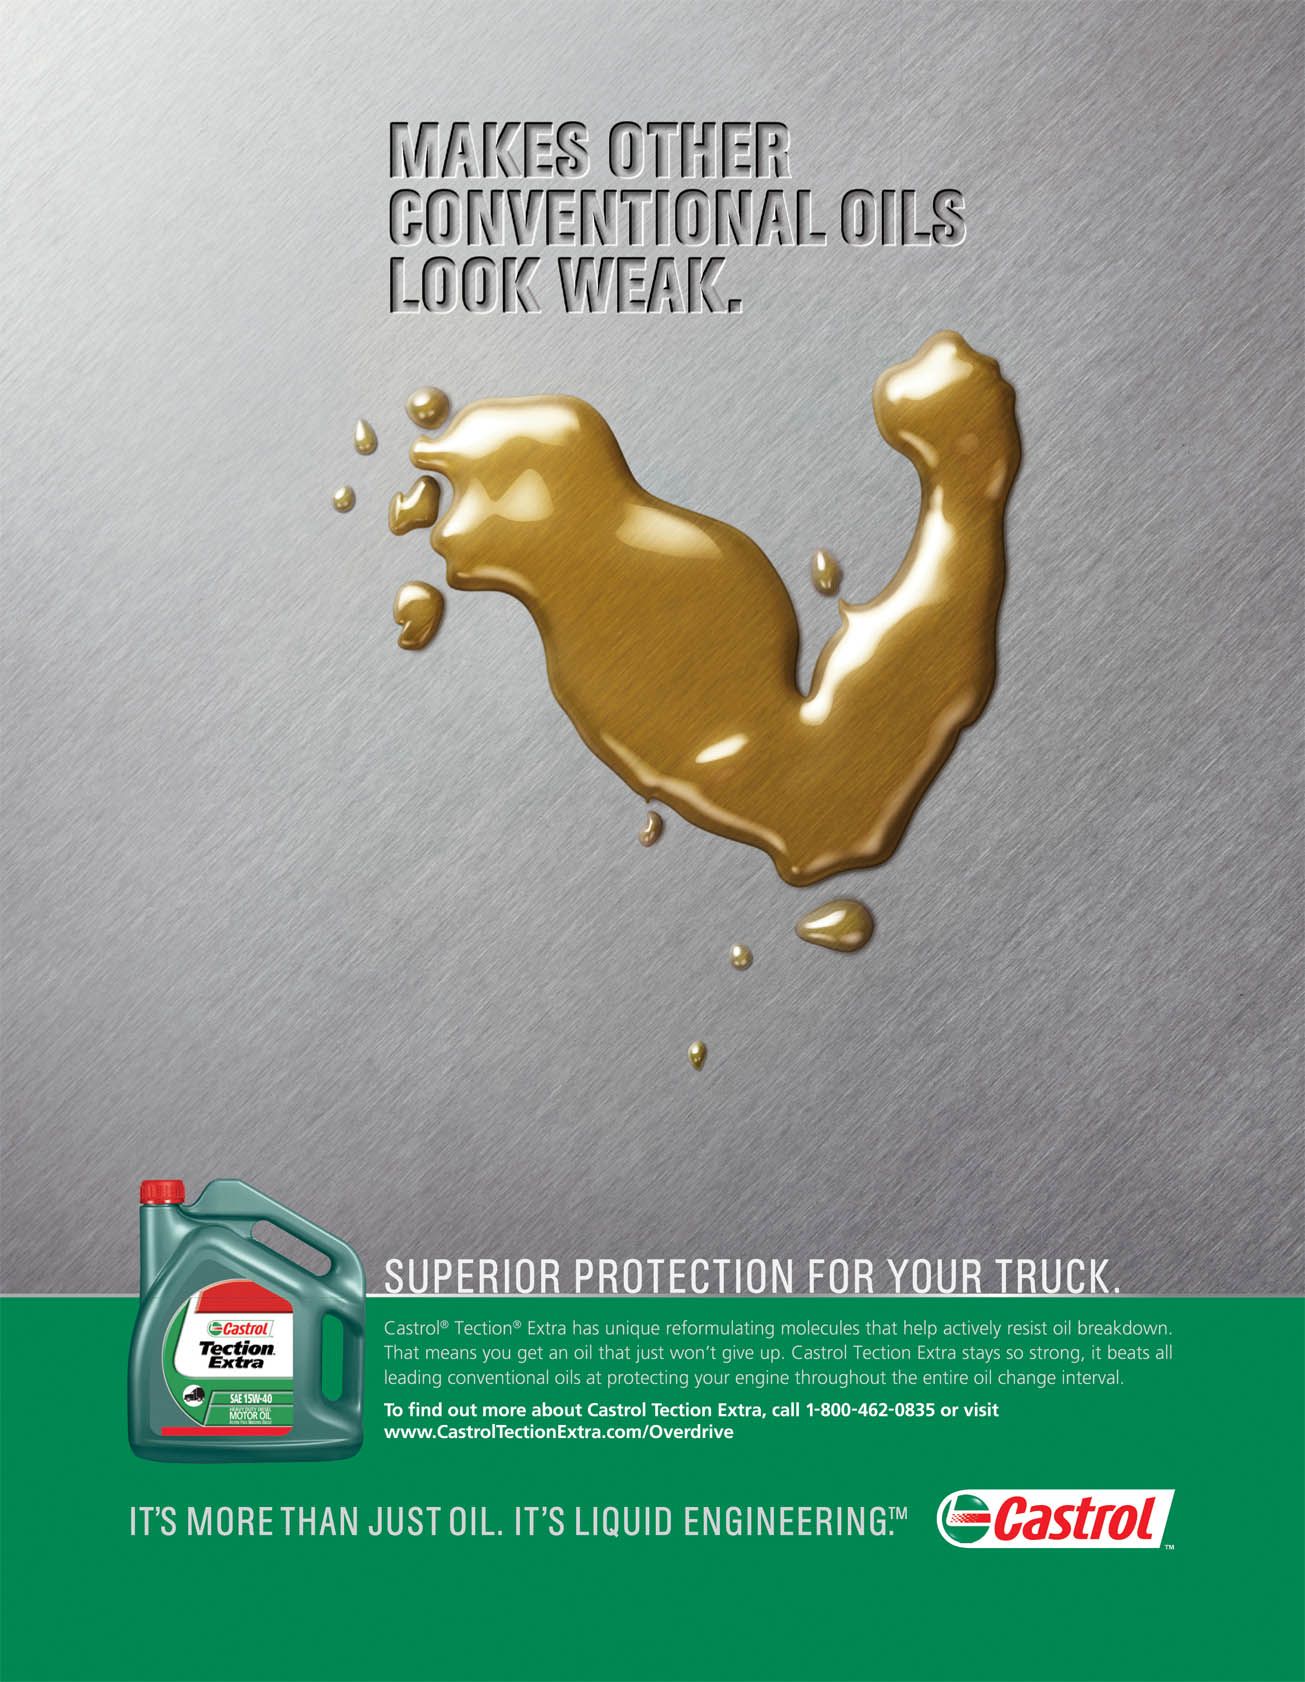 MAKES OTHER
CONVENTIONAL OILS
LOOK WEAK.
SUPERIOR PROTECTION FOR YOUR TRUCK.
Castrol® Tection® Extra has unique reformulating molecules that help actively resist oil breakdown.
That means you get an oil that just won't give up. Castrol Tection Extra stays so strong, it beats all
leading conventional oils at protecting your engine throughout the entire oil change interval.
To find out more about Castrol Tection Extra, call 1-800-462-0835 or visit
www.CastrolTectionExtra.com/Overdrive
Castrol
Tection
Extra
SAE 15W-40
HEAVY DUTY DIESEL
MOTOR OIL
IT'S MORE THAN JUST OIL. IT'S LIQUID ENGINEERING.™
Castrol™